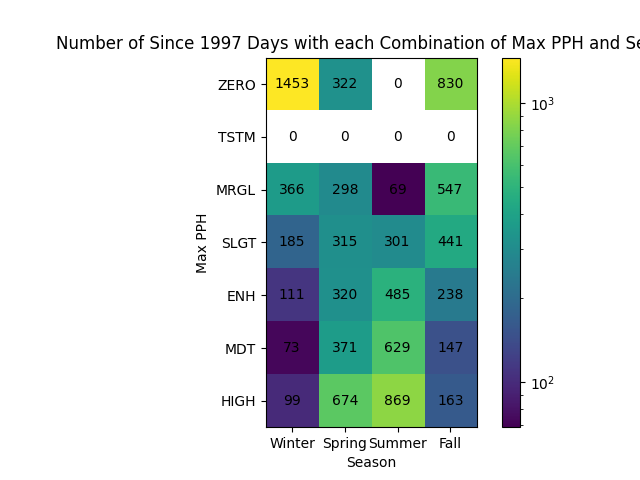 Number of Since 1997 Days with each Combination of Max PPH and Se
ZERO 1453 322 0 830
TSTM 0 0 0 0
MRGL 366 298 69 547
SLGT 185 315 301 441
ENH 111 320 485 238
MDT 73 371 629 147
HIGH 99 674 869 163
Winter Spring Summer Fall
Season
Max PPH
10³
10²